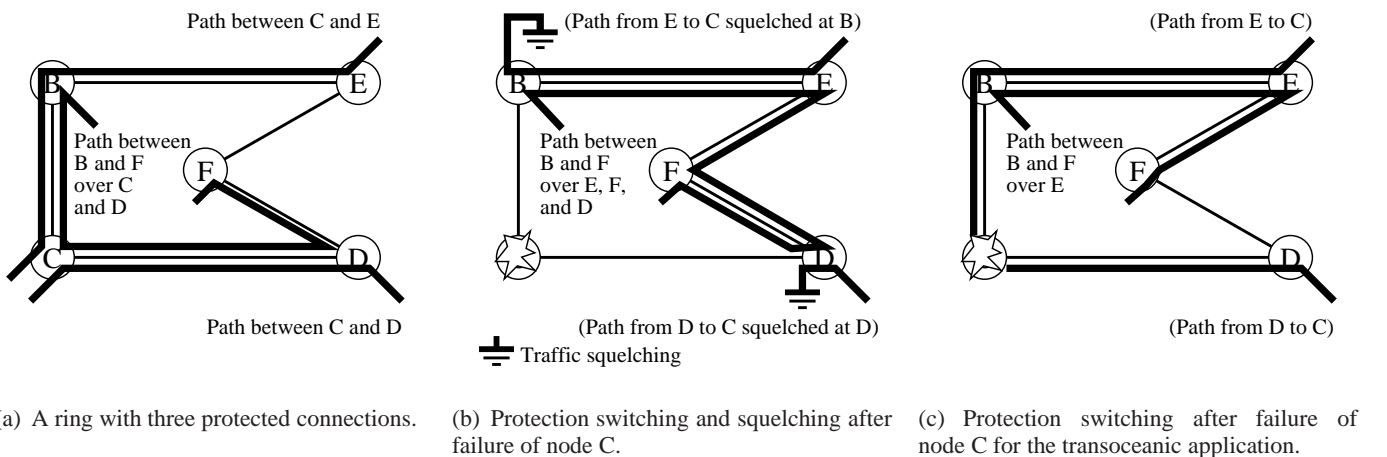 Path between C and E
B
E
Path between
B and F
over C
and D
F
C
D
Path between C and D
(Path from E to C squelched at B)
B
E
Path between
B and F
over E, F,
and D
F
D
(Path from D to C squelched at D)
Traffic squelching
(Path from E to C)
B
E
Path between
B and F
over E
F
D
(Path from D to C)
a) A ring with three protected connections.
(b) Protection switching and squelching after
failure of node C.
(c) Protection switching after failure of
node C for the transoceanic application.